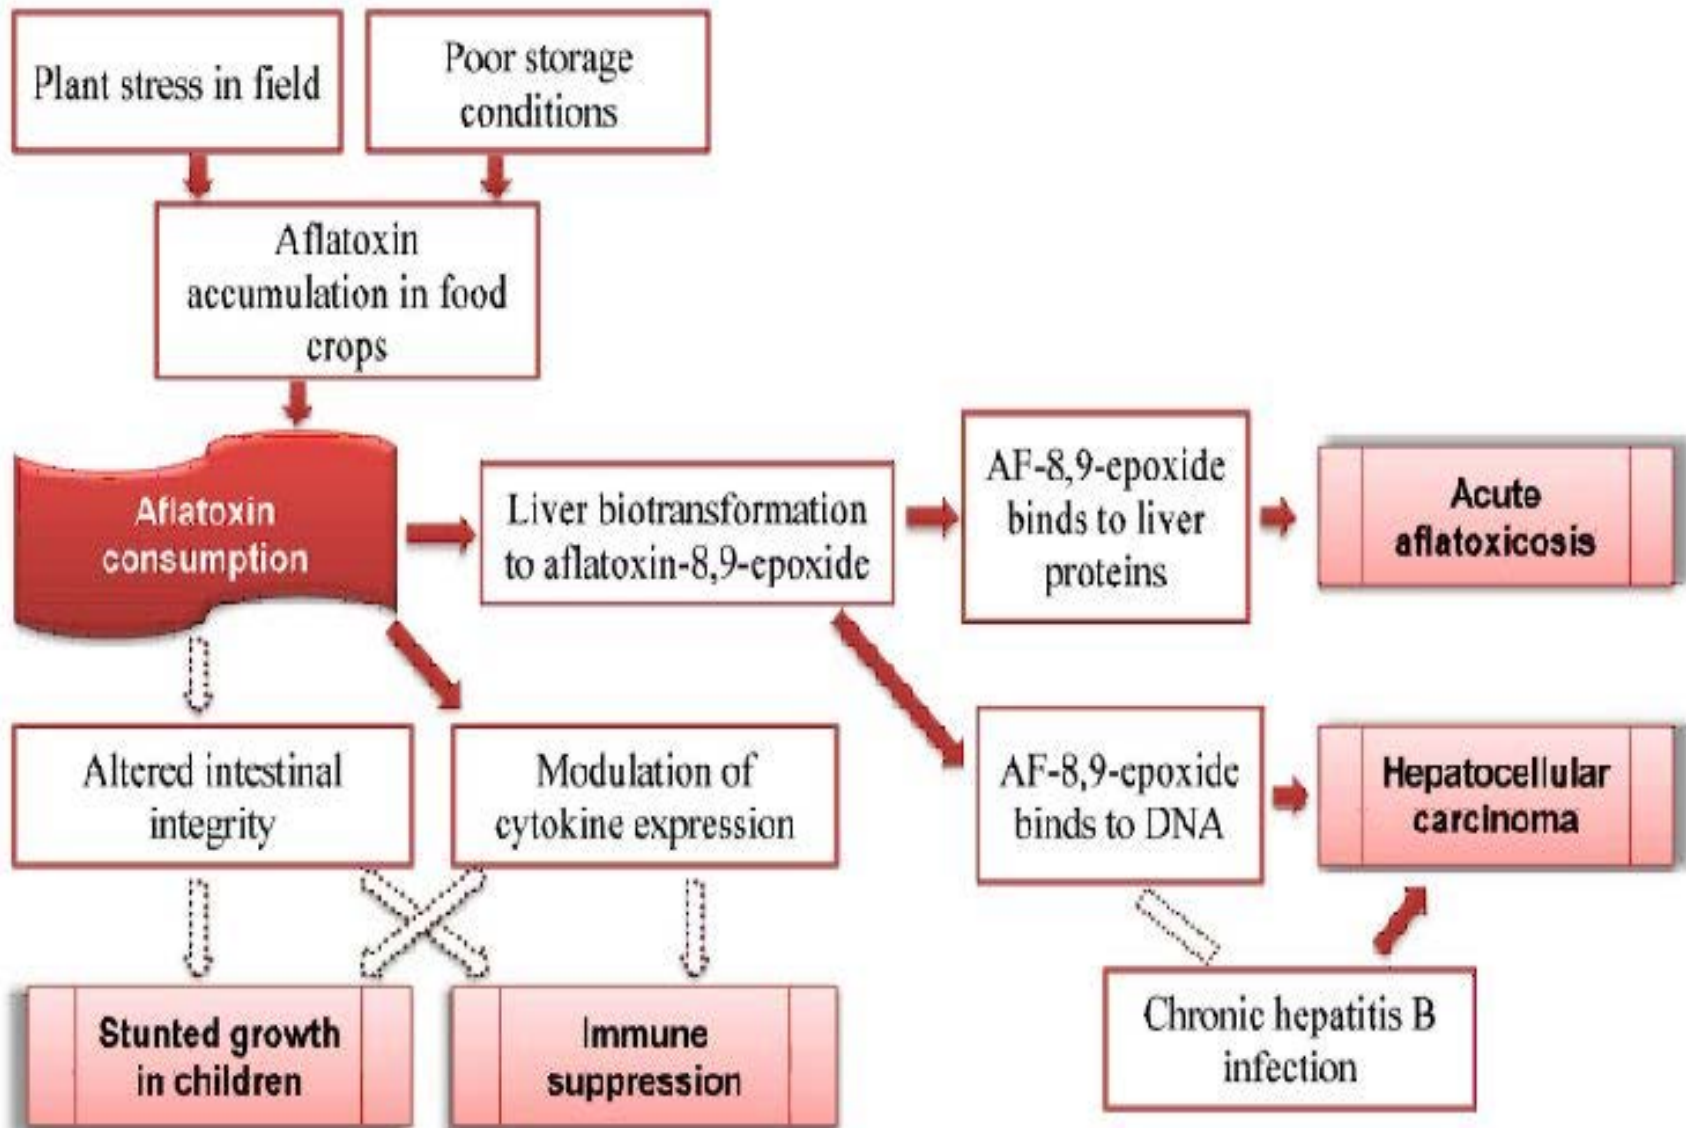 Plant stress in field
Poor storage
conditions
Aflatoxin
accumulation in food
crops
Aflatoxin
consumption
Liver biotransformation
to aflatoxin-8,9-epoxide
AF-8,9-epoxide
binds to liver
proteins
Acute
aflatoxicosis
Altered intestinal
integrity
Modulation of
cytokine expression
AF-8,9-epoxide
binds to DNA
Hepatocellular
carcinoma
Stunted growth
in children
Immune
suppression
Chronic hepatitis B
infection